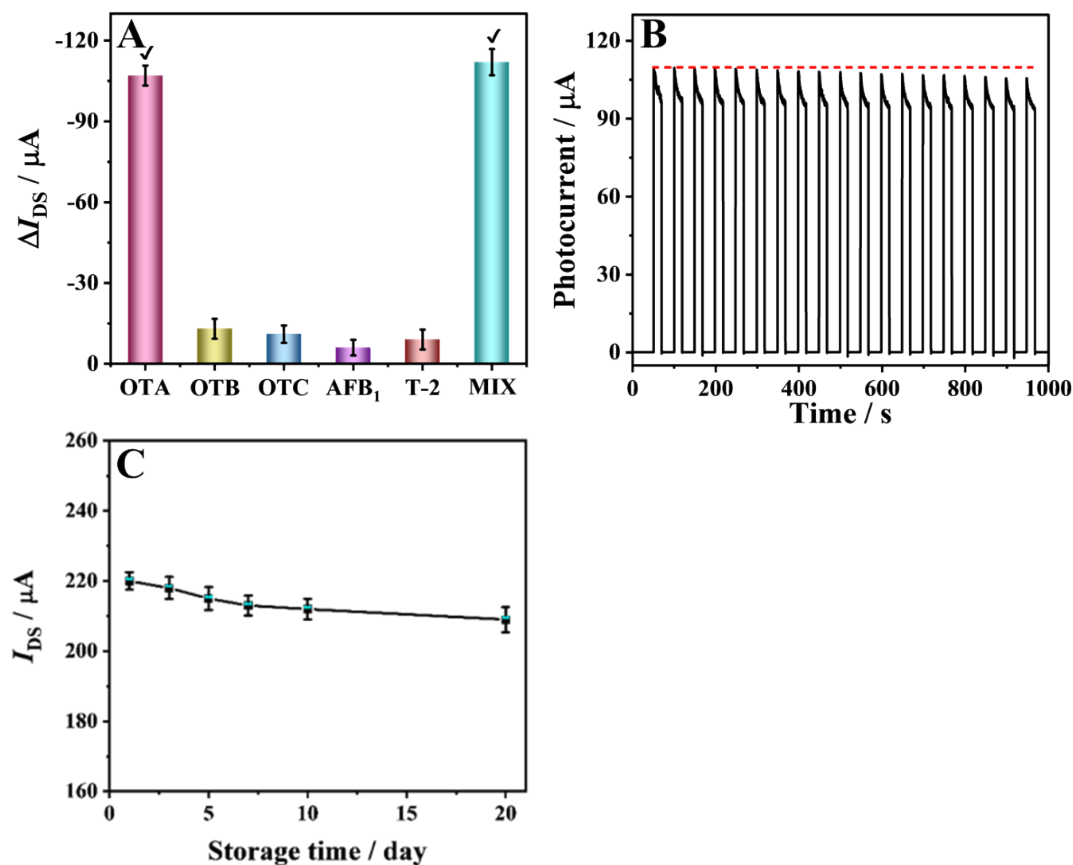 A
ΔI_DS / μA
-120
-90
-60
-30
0
OTA OTB OTC AFB₁ T-2 MIX
✓ ✓
B
Photocurrent / μA
120
90
60
30
0
0 200 400 600 800 1000
Time / s
C
I_DS / μA
260
240
220
200
180
160
0 5 10 15 20
Storage time / day